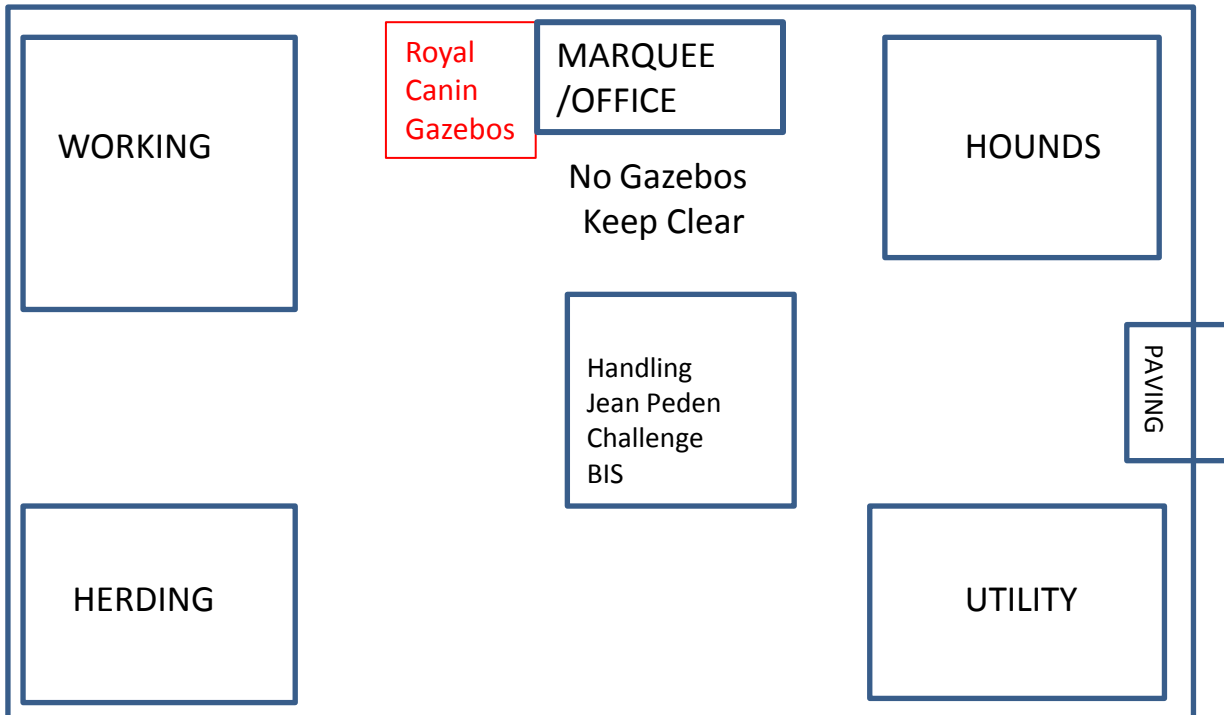 Royal
Canin
Gazebos
MARQUEE
/OFFICE
WORKING
HOUNDS
No Gazebos
Keep Clear
Handling
Jean Peden
Challenge
BIS
PAVING
HERDING
UTILITY